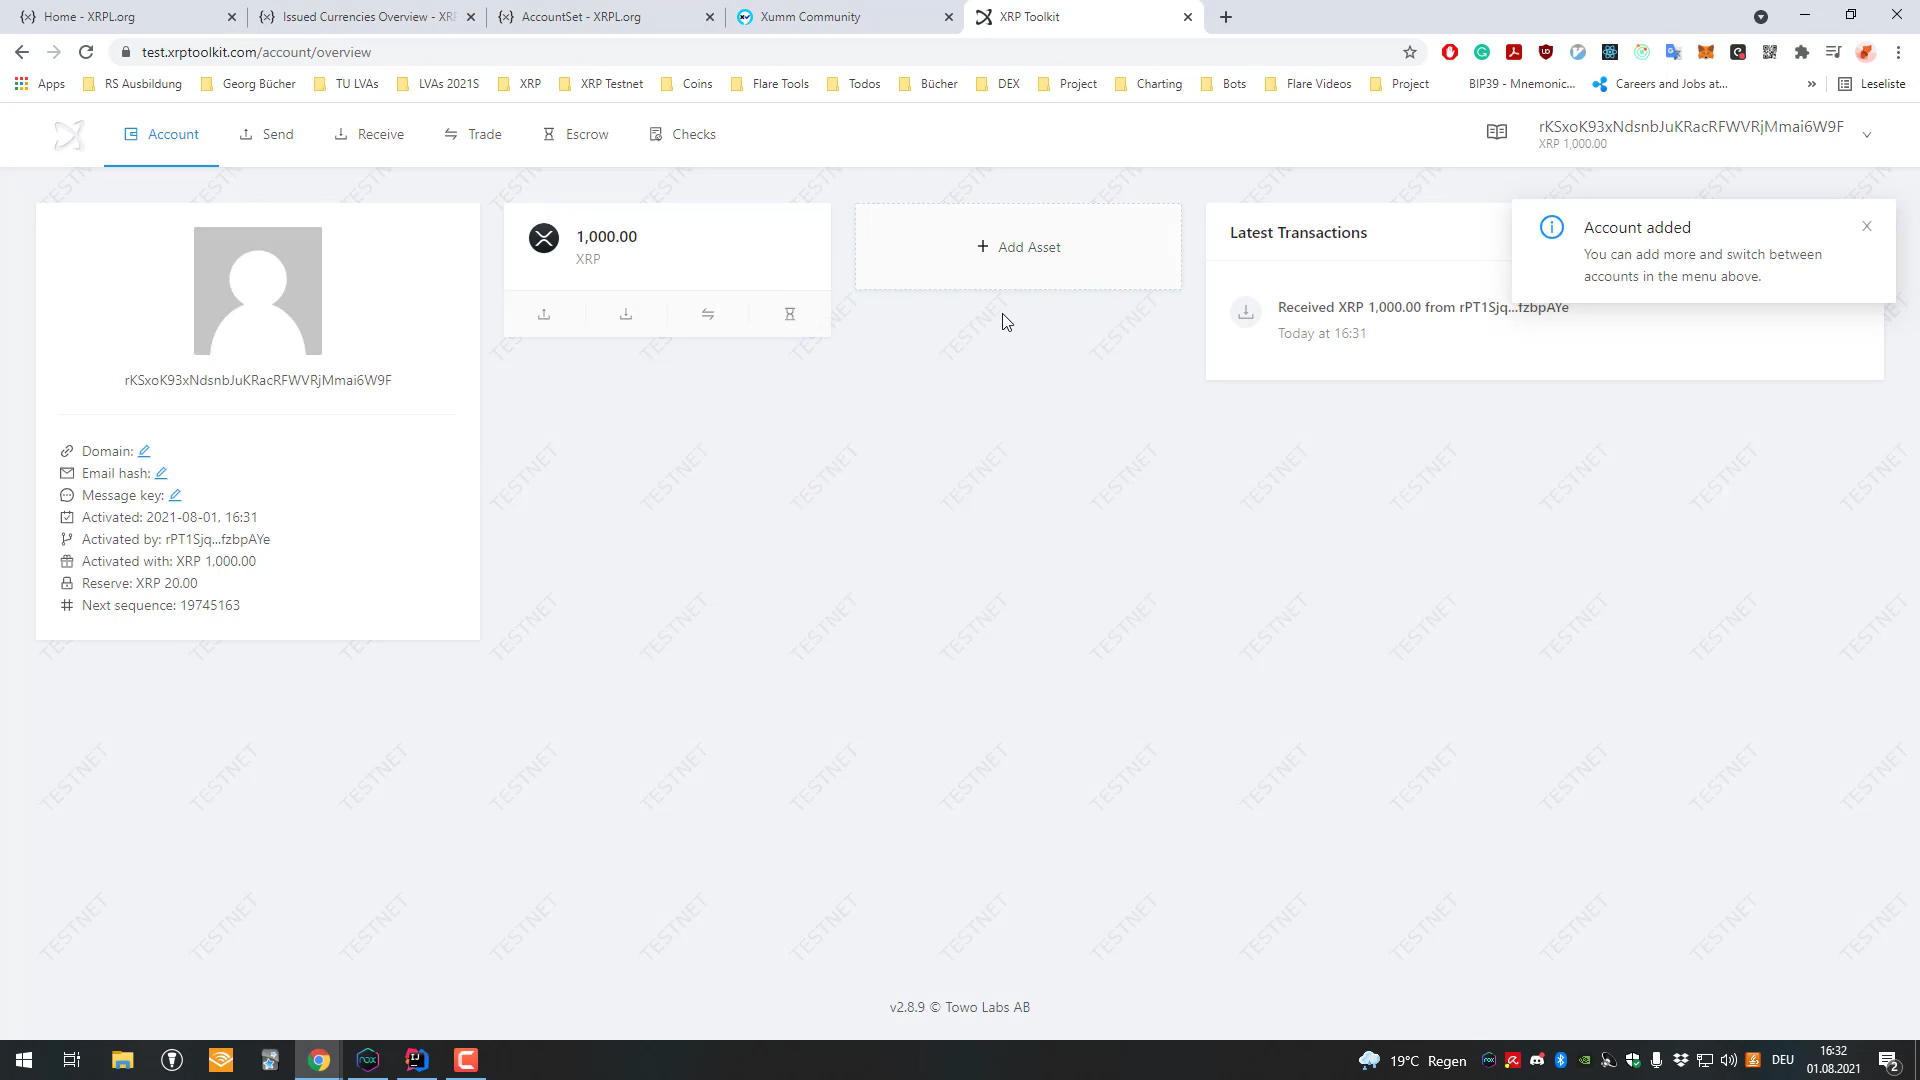 Home - XRPL.org
Issued Currencies Overview - XRP
AccountSet - XRPL.org
Xumm Community
XRP Toolkit
test.xrptoolkit.com/account/overview
Apps
RS Ausbildung
Georg Bücher
TU LVAs
LVAs 2021S
XRP
XRP Testnet
Coins
Flare Tools
Todos
Bücher
DEX
Project
Charting
Bots
Flare Videos
Project
BIP39 - Mnemonic...
Careers and Jobs at...
»
Leseliste
Account
Send
Receive
Trade
Escrow
Checks
rKSxoK93xNdsnbJuKRacRFWVRjMmai6W9F
XRP 1,000.00
rKSxoK93xNdsnbJuKRacRFWVRjMmai6W9F
Domain:
Email hash:
Message key:
Activated: 2021-08-01, 16:31
Activated by: rPT1Sjq...fzbpAYe
Activated with: XRP 1,000.00
Reserve: XRP 20.00
Next sequence: 19745163
1,000.00
XRP
+ Add Asset
Latest Transactions
Received XRP 1,000.00 from rPT1Sjq...fzbpAYe
Today at 16:31
Account added
You can add more and switch between
accounts in the menu above.
TESTNET
v2.8.9 © Towo Labs AB
19°C Regen
DEU
16:32
01.08.2021
2